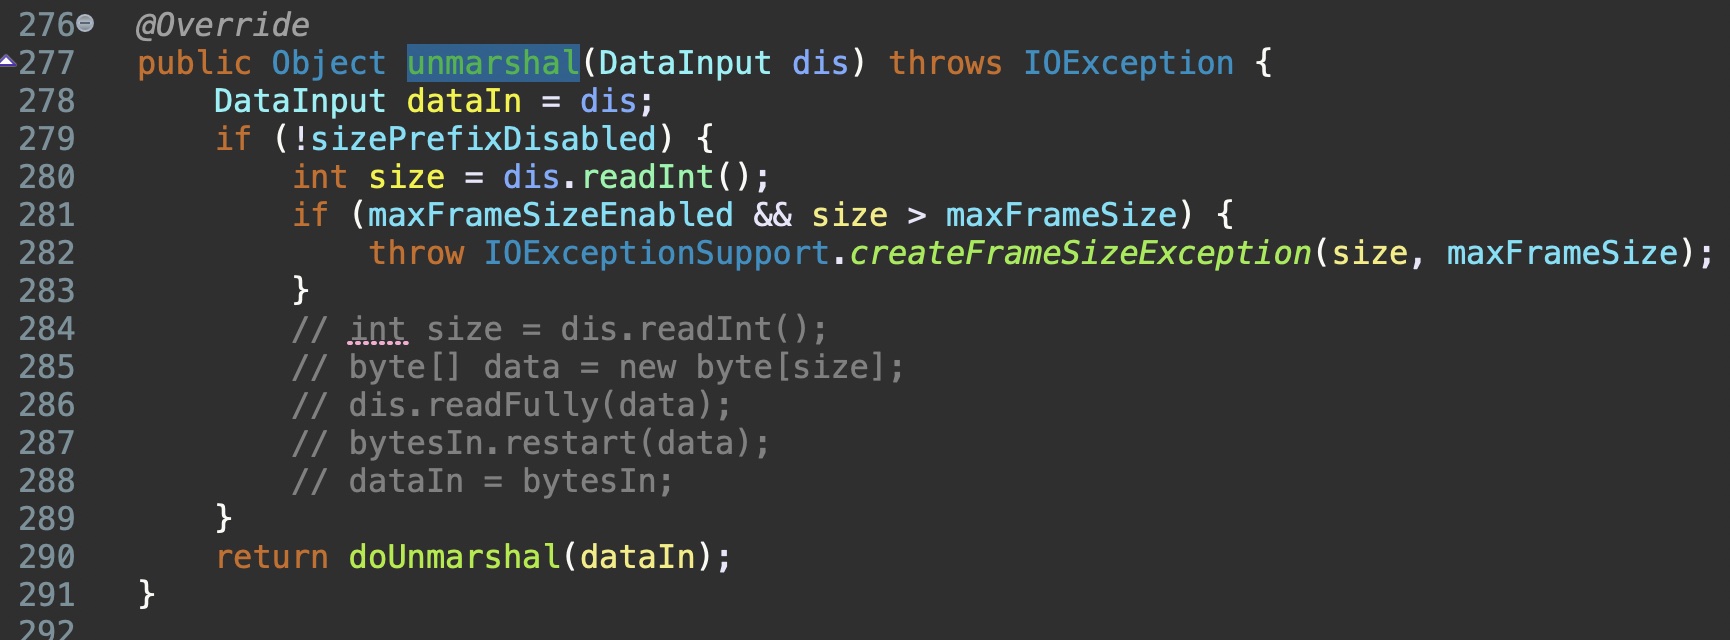 276 @Override
277 public Object unmarshal(DataInput dis) throws IOException {
278 DataInput dataIn = dis;
279 if (!sizePrefixDisabled) {
280 int size = dis.readInt();
281 if (maxFrameSizeEnabled && size > maxFrameSize) {
282 throw IOExceptionSupport.createFrameSizeException(size, maxFrameSize);
283 }
284 // int size = dis.readInt();
285 // byte[] data = new byte[size];
286 // dis.readFully(data);
287 // bytesIn.restart(data);
288 // dataIn = bytesIn;
289 }
290 return doUnmarshal(dataIn);
291 }
292